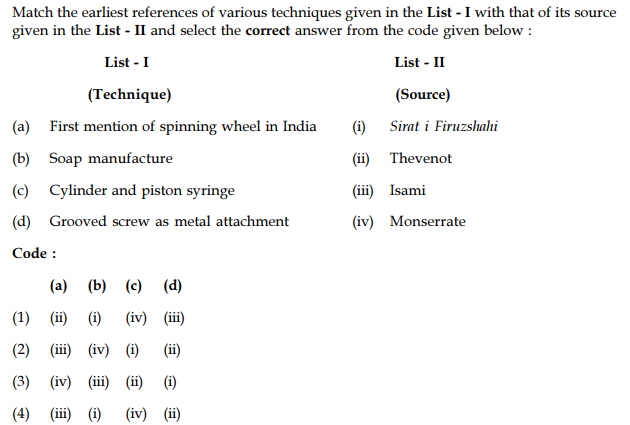 Match the earliest references of various techniques given in the List - I with that of its source
given in the List - II and select the correct answer from the code given below :
List - I List - II
(Technique) (Source)
(a) First mention of spinning wheel in India (i) Sirat i Firuzshahi
(b) Soap manufacture (ii) Thevenot
(c) Cylinder and piston syringe (iii) Isami
(d) Grooved screw as metal attachment (iv) Monserrate
Code :
(a) (b) (c) (d)
(1) (ii) (i) (iv) (iii)
(2) (iii) (iv) (i) (ii)
(3) (iv) (iii) (ii) (i)
(4) (iii) (i) (iv) (ii)